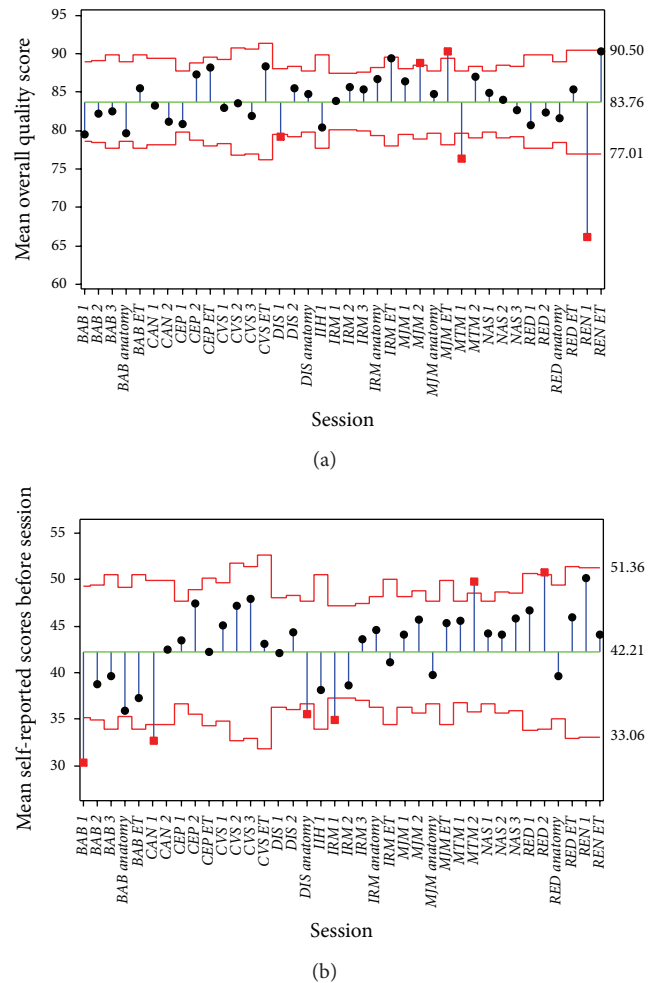 (a)
Mean overall quality score
95
90
85
80
75
70
65
60
90.50
83.76
77.01
BAB 1
BAB 2
BAB 3
BAB anatomy
BAB ET
CAN 1
CAN 2
CEP 1
CEP 2
CEP ET
CVS 1
CVS 2
CVS 3
CVS ET
DIS 1
DIS 2
DIS anatomy
IIH 1
IRM 1
IRM 2
IRM 3
IRM anatomy
IRM ET
MJM 1
MJM 2
MJM anatomy
MJM ET
MTM 1
MTM 2
NAS 1
NAS 2
NAS 3
RED 1
RED 2
RED anatomy
RED ET
REN 1
REN ET
Session
(a)
Mean self-reported scores before session
55
50
45
40
35
30
51.36
42.21
33.06
BAB 1
BAB 2
BAB 3
BAB anatomy
BAB ET
CAN 1
CAN 2
CEP 1
CEP 2
CEP ET
CVS 1
CVS 2
CVS 3
CVS ET
DIS 1
DIS 2
DIS anatomy
IIH 1
IRM 1
IRM 2
IRM 3
IRM anatomy
IRM ET
MJM 1
MJM 2
MJM anatomy
MJM ET
MTM 1
MTM 2
NAS 1
NAS 2
NAS 3
RED 1
RED 2
RED anatomy
RED ET
REN 1
REN ET
Session
(b)